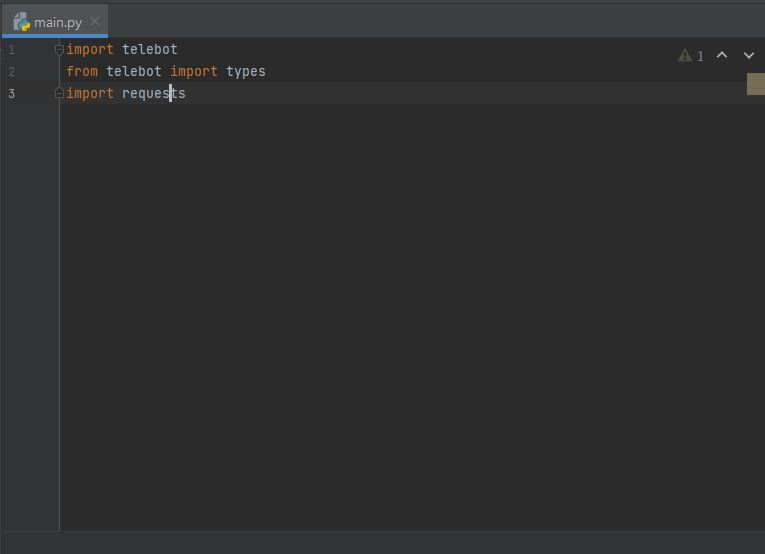 main.py
1 import telebot
2 from telebot import types
3 import requests
1